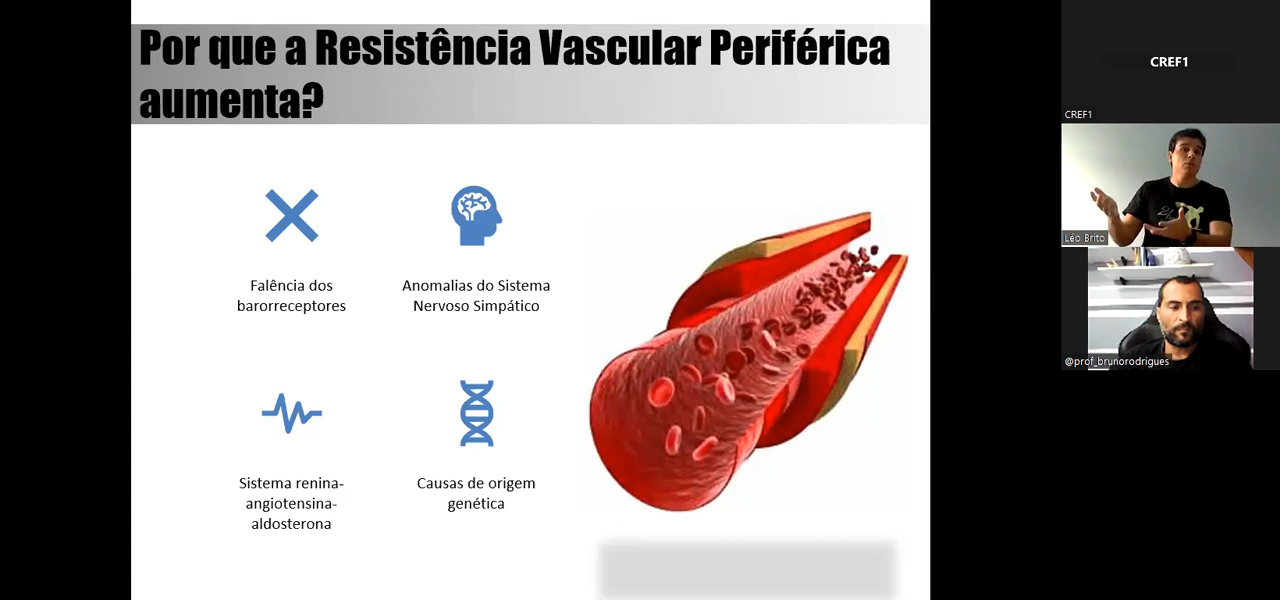 Por que a Resistência Vascular Periférica
aumenta?
Falência dos
barorreceptores
Anomalias do Sistema
Nervoso Simpático
Sistema renina-
angiotensina-
aldosterona
Causas de origem
genética
CREF1
CREF1
Léo Brito
@prof_brunorodrigues